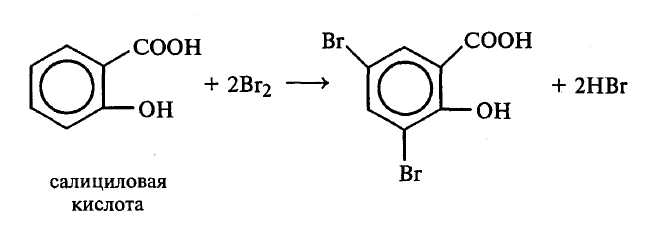 COOH
OH
+ 2Br₂ →
Br
COOH
OH
Br
+ 2HBr
салициловая
кислота